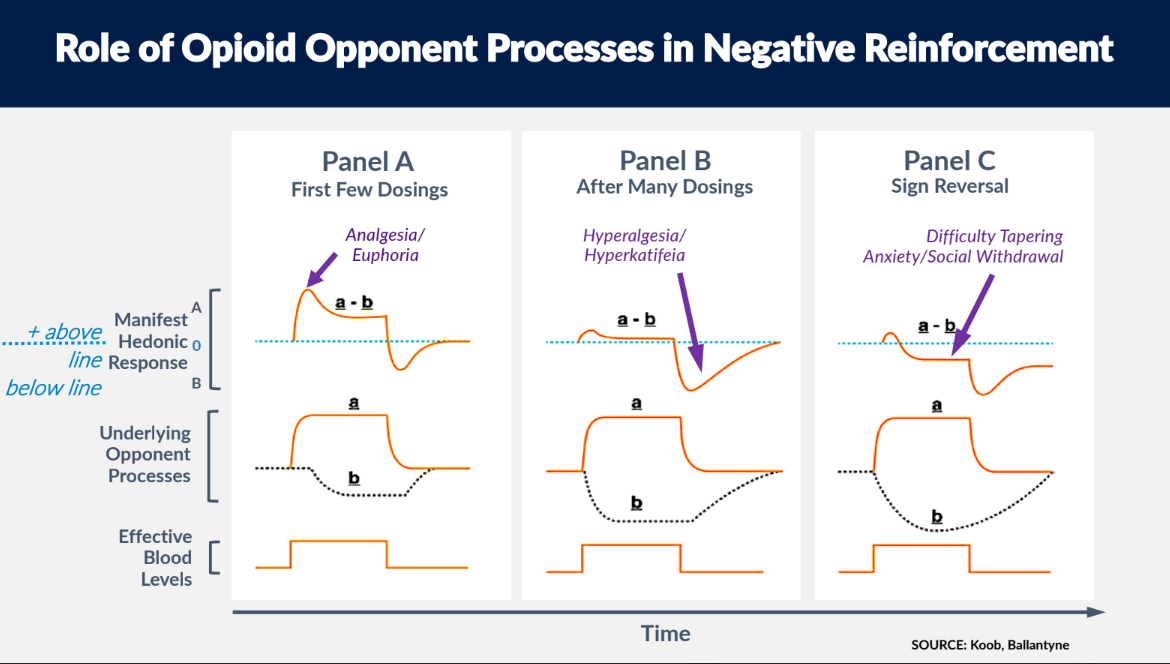 Role of Opioid Opponent Processes in Negative Reinforcement
Panel A
First Few Dosings
Panel B
After Many Dosings
Panel C
Sign Reversal
Analgesia/
Euphoria
Hyperalgesia/
Hyperkatifeia
Difficulty Tapering
Anxiety/Social Withdrawal
+ above
line
below line
Manifest
Hedonic
Response
A
0
B
a - b
a - b
a - b
Underlying
Opponent
Processes
a
b
a
b
a
b
Effective
Blood
Levels
Time
SOURCE: Koob, Ballantyne